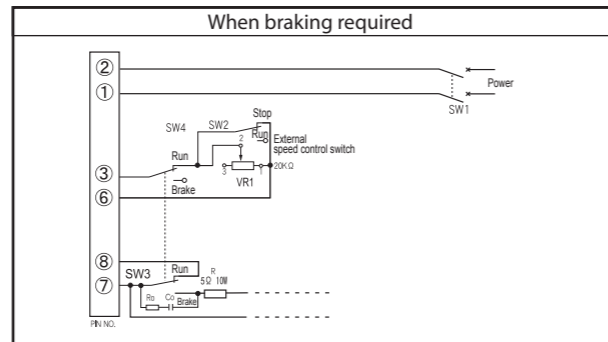 When braking required
②
①
Power
SW1
Stop
SW4
SW2
Run
External
speed control switch
2
Run
③
3
1
20KΩ
VR1
Brake
⑥
⑧
SW3
Run
R
5Ω 10W
⑦
Ro
Co
Brake
PIN NO.